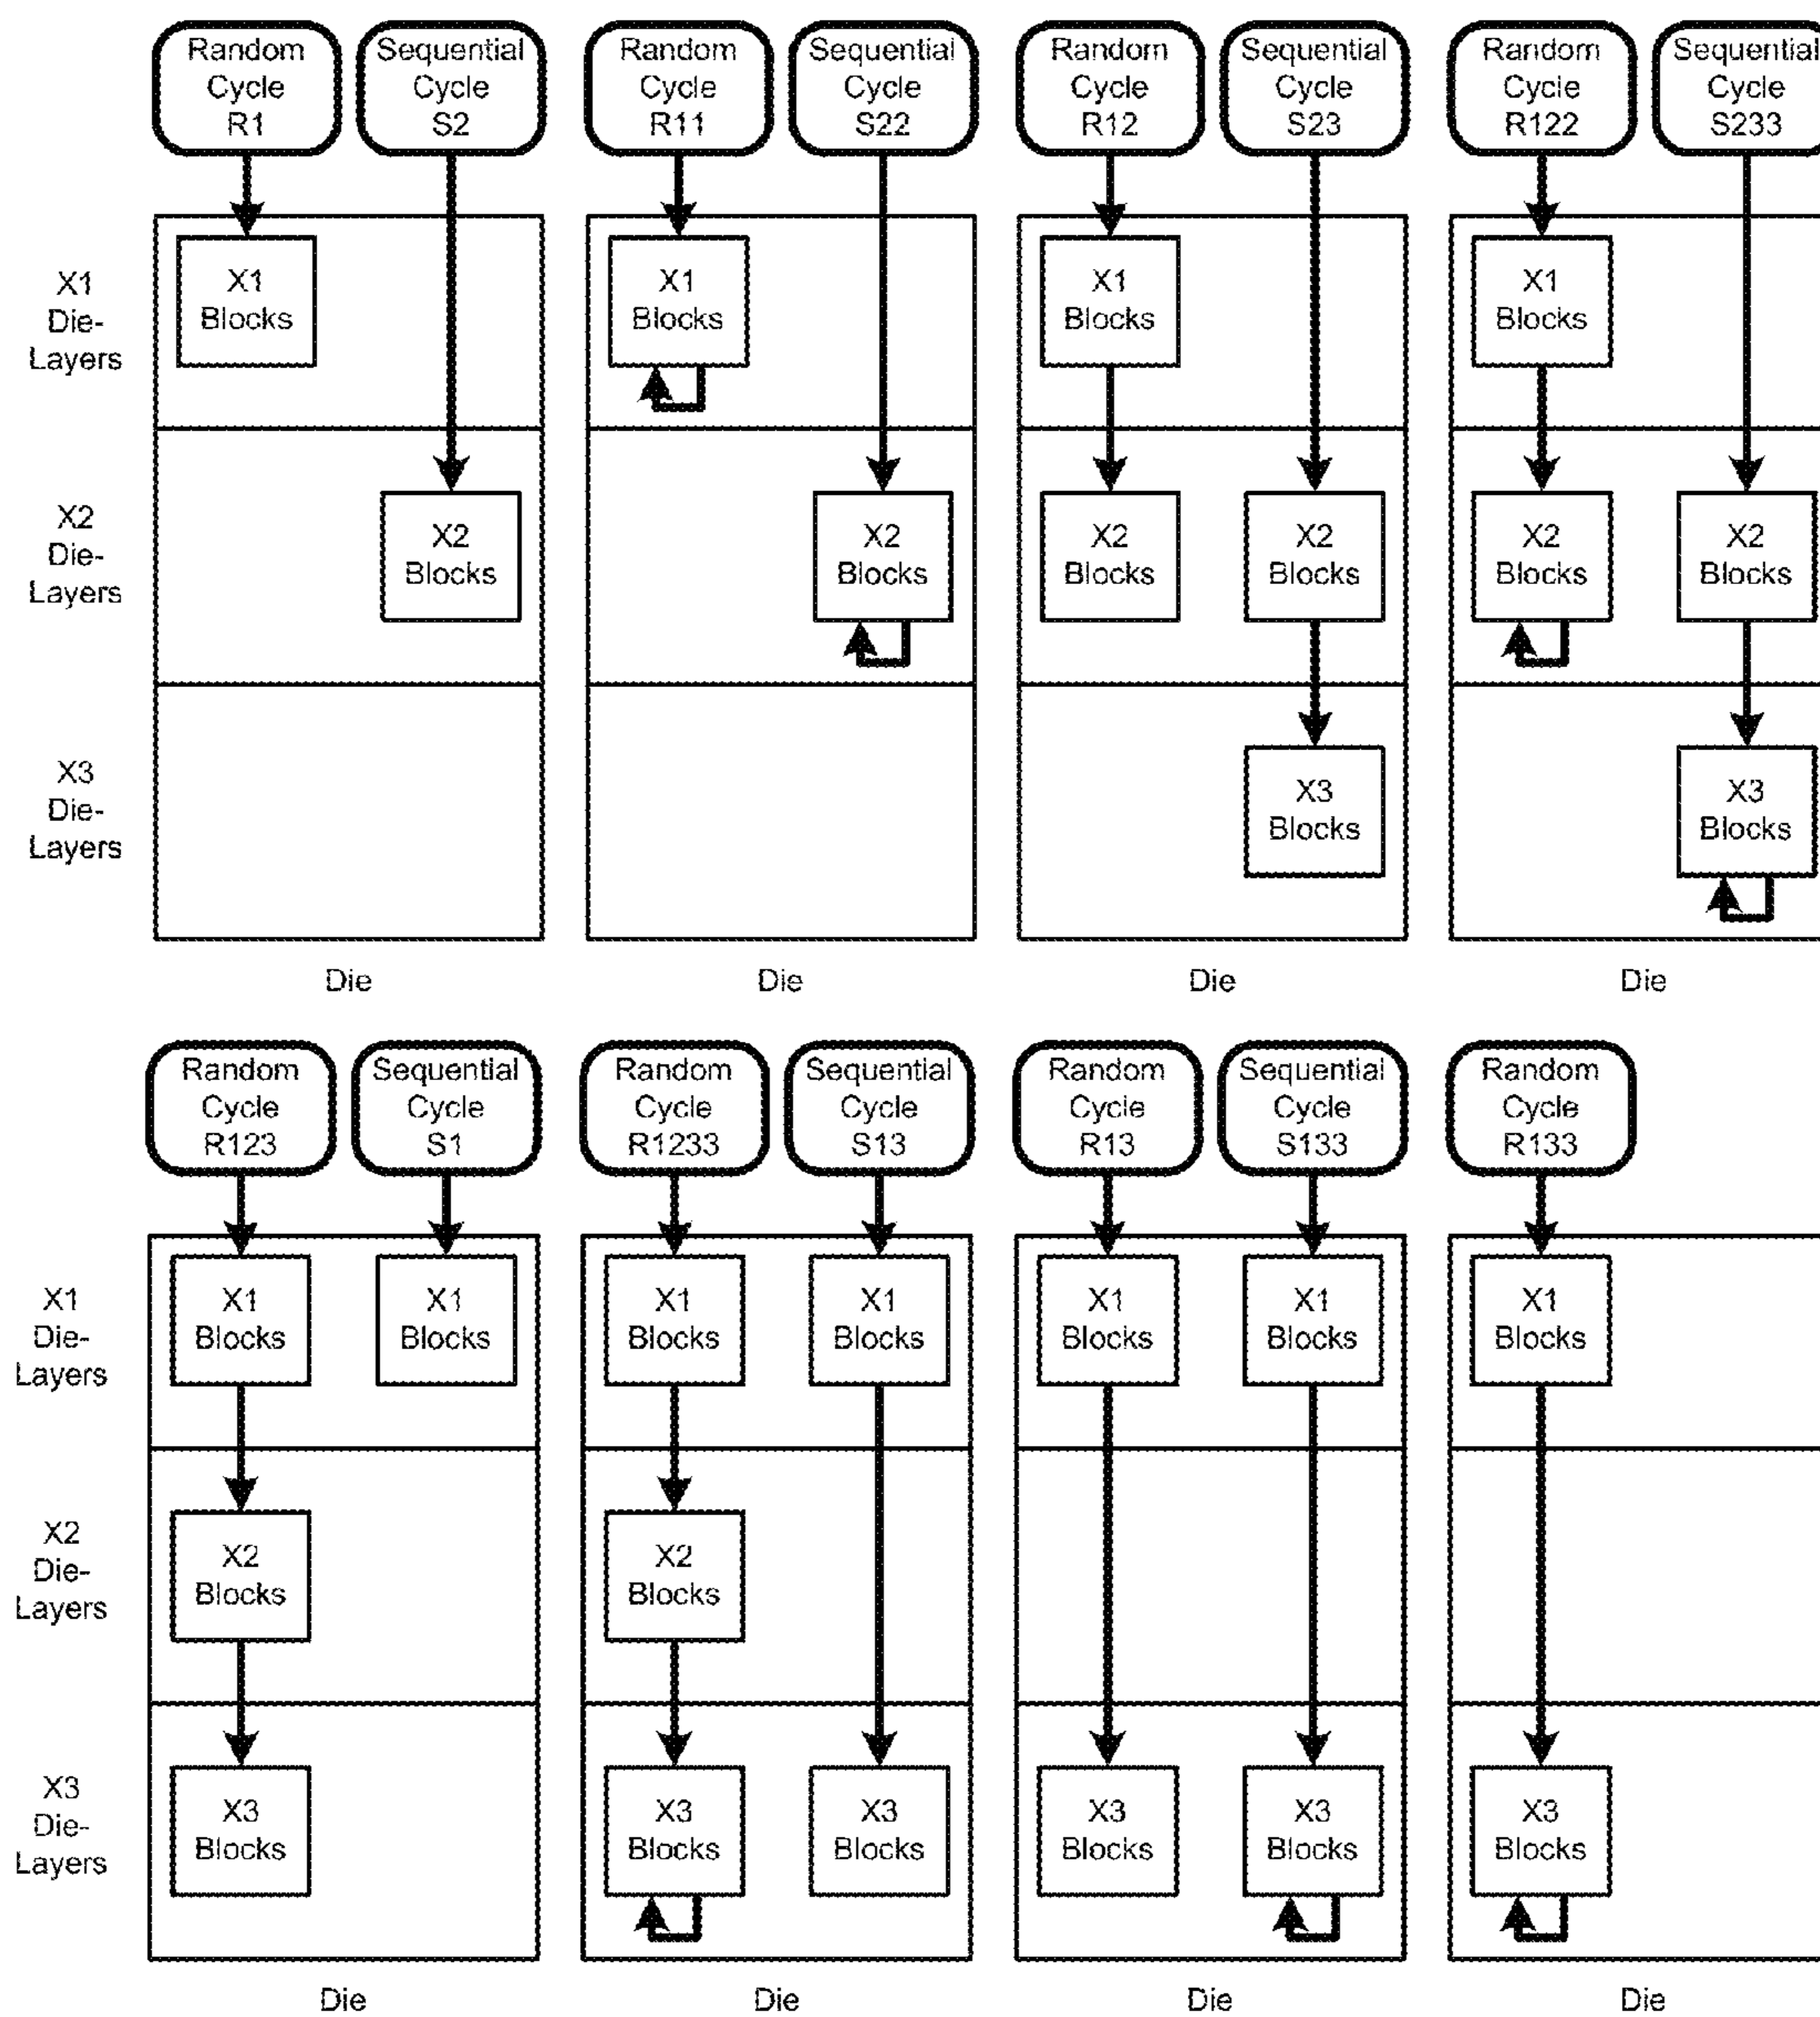 Random
Cycle
R1
Sequential
Cycle
S2
Random
Cycle
R11
Sequential
Cycle
S22
Random
Cycle
R12
Sequential
Cycle
S23
Random
Cycle
R122
Sequential
Cycle
S233
X1
Die-
Layers
X1
Blocks
X1
Blocks
X1
Blocks
X1
Blocks
X2
Die-
Layers
X2
Blocks
X2
Blocks
X2
Blocks
X2
Blocks
X2
Blocks
X2
Blocks
X3
Die-
Layers
X3
Blocks
X3
Blocks
Die
Die
Die
Die
Random
Cycle
R123
Sequential
Cycle
S1
Random
Cycle
R1233
Sequential
Cycle
S13
Random
Cycle
R13
Sequential
Cycle
S133
Random
Cycle
R133
X1
Die-
Layers
X1
Blocks
X1
Blocks
X1
Blocks
X1
Blocks
X1
Blocks
X1
Blocks
X1
Blocks
X2
Die-
Layers
X2
Blocks
X2
Blocks
X3
Die-
Layers
X3
Blocks
X3
Blocks
X3
Blocks
X3
Blocks
X3
Blocks
X3
Blocks
Die
Die
Die
Die